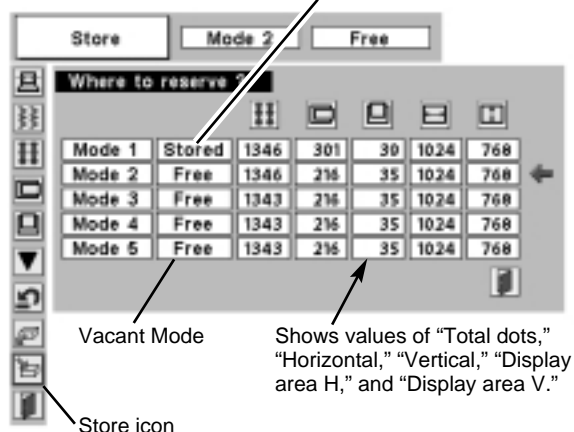 Store Mode 2 Free
Where to reserve ?
Mode 1 Stored 1346 301 30 1024 768
Mode 2 Free 1346 216 35 1024 768
Mode 3 Free 1343 216 35 1024 768
Mode 4 Free 1343 216 35 1024 768
Mode 5 Free 1343 216 35 1024 768
Vacant Mode
Shows values of “Total dots,”
“Horizontal,” “Vertical,” “Display
area H,” and “Display area V.”
Store icon